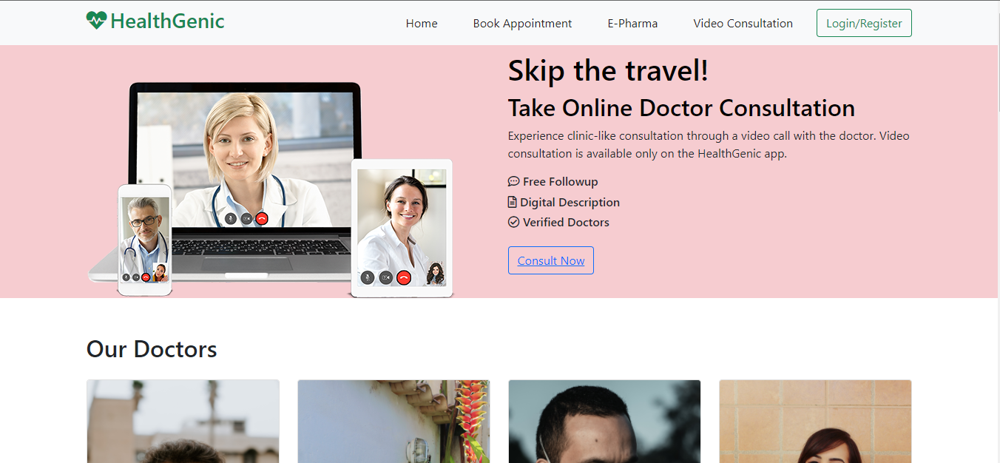 HealthGenic
Home
Book Appointment
E-Pharma
Video Consultation
Login/Register
Skip the travel!
Take Online Doctor Consultation
Experience clinic-like consultation through a video call with the doctor. Video
consultation is available only on the HealthGenic app.
Free Followup
Digital Description
Verified Doctors
Consult Now
Our Doctors